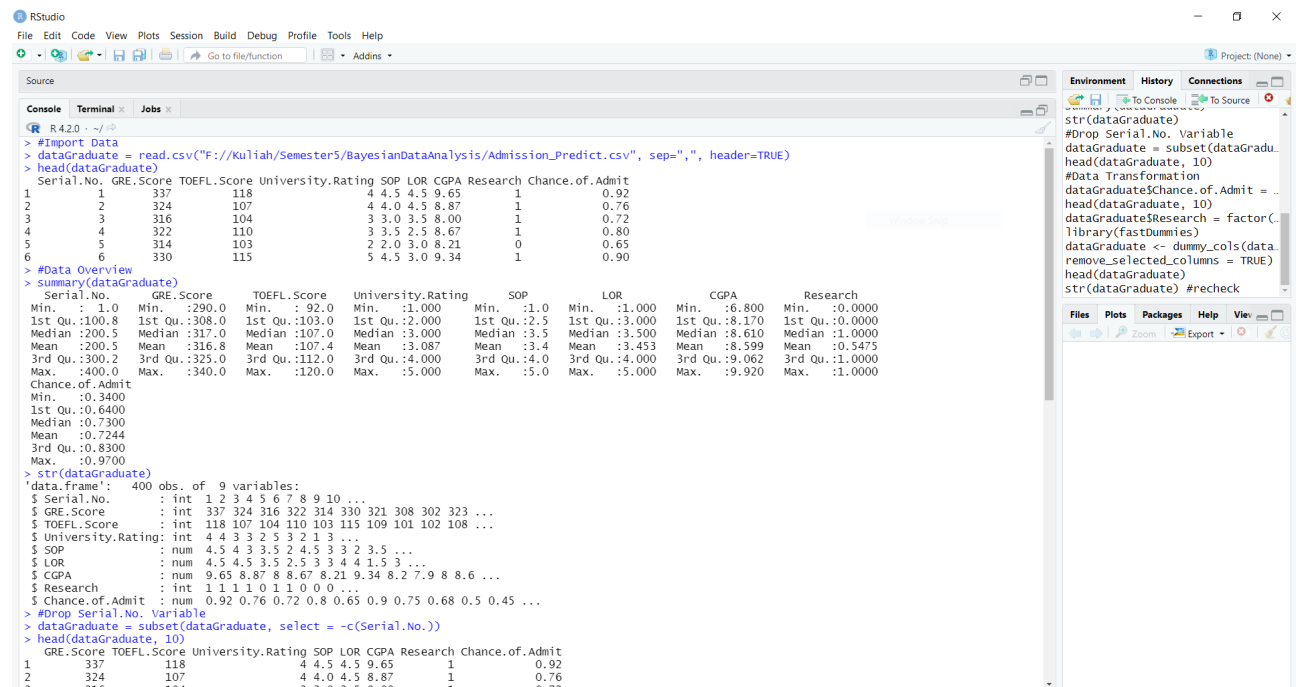 RStudio
File Edit Code View Plots Session Build Debug Profile Tools Help
Go to file/function Addins
Project: (None)
Source
Console Terminal Jobs
R 4.2.0 · ~/
> #Import Data
> dataGraduate = read.csv("F://Kuliah/Semester5/BayesianDataAnalysis/Admission_Predict.csv", sep=",", header=TRUE)
> head(dataGraduate)
  Serial.No. GRE.Score TOEFL.Score University.Rating SOP LOR CGPA Research Chance.of.Admit
1          1       337         118                 4 4.5 4.5 9.65        1            0.92
2          2       324         107                 4 4.0 4.5 8.87        1            0.76
3          3       316         104                 3 3.0 3.5 8.00        1            0.72
4          4       322         110                 3 3.5 2.5 8.67        1            0.80
5          5       314         103                 2 2.0 3.0 8.21        0            0.65
6          6       330         115                 5 4.5 3.0 9.34        1            0.90
> #Data Overview
> summary(dataGraduate)
   Serial.No.      GRE.Score      TOEFL.Score    University.Rating      SOP           LOR             CGPA          Research
 Min.   :  1.0   Min.   :290.0   Min.   : 92.0   Min.   :1.000     Min.   :1.0   Min.   :1.000   Min.   :6.800   Min.   :0.0000
 1st Qu.:100.8   1st Qu.:308.0   1st Qu.:103.0   1st Qu.:2.000     1st Qu.:2.5   1st Qu.:3.000   1st Qu.:8.170   1st Qu.:0.0000
 Median :200.5   Median :317.0   Median :107.0   Median :3.000     Median :3.5   Median :3.500   Median :8.610   Median :1.0000
 Mean   :200.5   Mean   :316.8   Mean   :107.4   Mean   :3.087     Mean   :3.4   Mean   :3.453   Mean   :8.599   Mean   :0.5475
 3rd Qu.:300.2   3rd Qu.:325.0   3rd Qu.:112.0   3rd Qu.:4.000     3rd Qu.:4.0   3rd Qu.:4.000   3rd Qu.:9.062   3rd Qu.:1.0000
 Max.   :400.0   Max.   :340.0   Max.   :120.0   Max.   :5.000     Max.   :5.0   Max.   :5.000   Max.   :9.920   Max.   :1.0000
 Chance.of.Admit
 Min.   :0.3400
 1st Qu.:0.6400
 Median :0.7300
 Mean   :0.7244
 3rd Qu.:0.8300
 Max.   :0.9700
> str(dataGraduate)
'data.frame':   400 obs. of  9 variables:
 $ Serial.No.       : int  1 2 3 4 5 6 7 8 9 10 ...
 $ GRE.Score        : int  337 324 316 322 314 330 321 308 302 323 ...
 $ TOEFL.Score      : int  118 107 104 110 103 115 109 101 102 108 ...
 $ University.Rating: int  4 4 3 3 2 5 3 2 1 3 ...
 $ SOP              : num  4.5 4 3 3.5 2 4.5 3 3 2 3.5 ...
 $ LOR              : num  4.5 4.5 3.5 2.5 3 3 4 4 1.5 3 ...
 $ CGPA             : num  9.65 8.87 8 8.67 8.21 9.34 8.2 7.9 8 8.6 ...
 $ Research         : int  1 1 1 1 0 1 1 0 0 0 ...
 $ Chance.of.Admit  : num  0.92 0.76 0.72 0.8 0.65 0.9 0.75 0.68 0.5 0.45 ...
> #Drop Serial.No. Variable
> dataGraduate = subset(dataGraduate, select = -c(Serial.No.))
> head(dataGraduate, 10)
   GRE.Score TOEFL.Score University.Rating SOP LOR CGPA Research Chance.of.Admit
1        337         118                 4 4.5 4.5 9.65        1            0.92
2        324         107                 4 4.0 4.5 8.87        1            0.76
Environment History Connections
To Console To Source
str(dataGraduate)
#Drop Serial.No. Variable
dataGraduate = subset(dataGradu…
head(dataGraduate, 10)
#Data Transformation
dataGraduate$Chance.of.Admit = …
head(dataGraduate, 10)
dataGraduate$Research = factor(…
library(fastDummies)
dataGraduate <- dummy_cols(data…
remove_selected_columns = TRUE)
head(dataGraduate)
str(dataGraduate) #recheck
Files Plots Packages Help View
Zoom Export